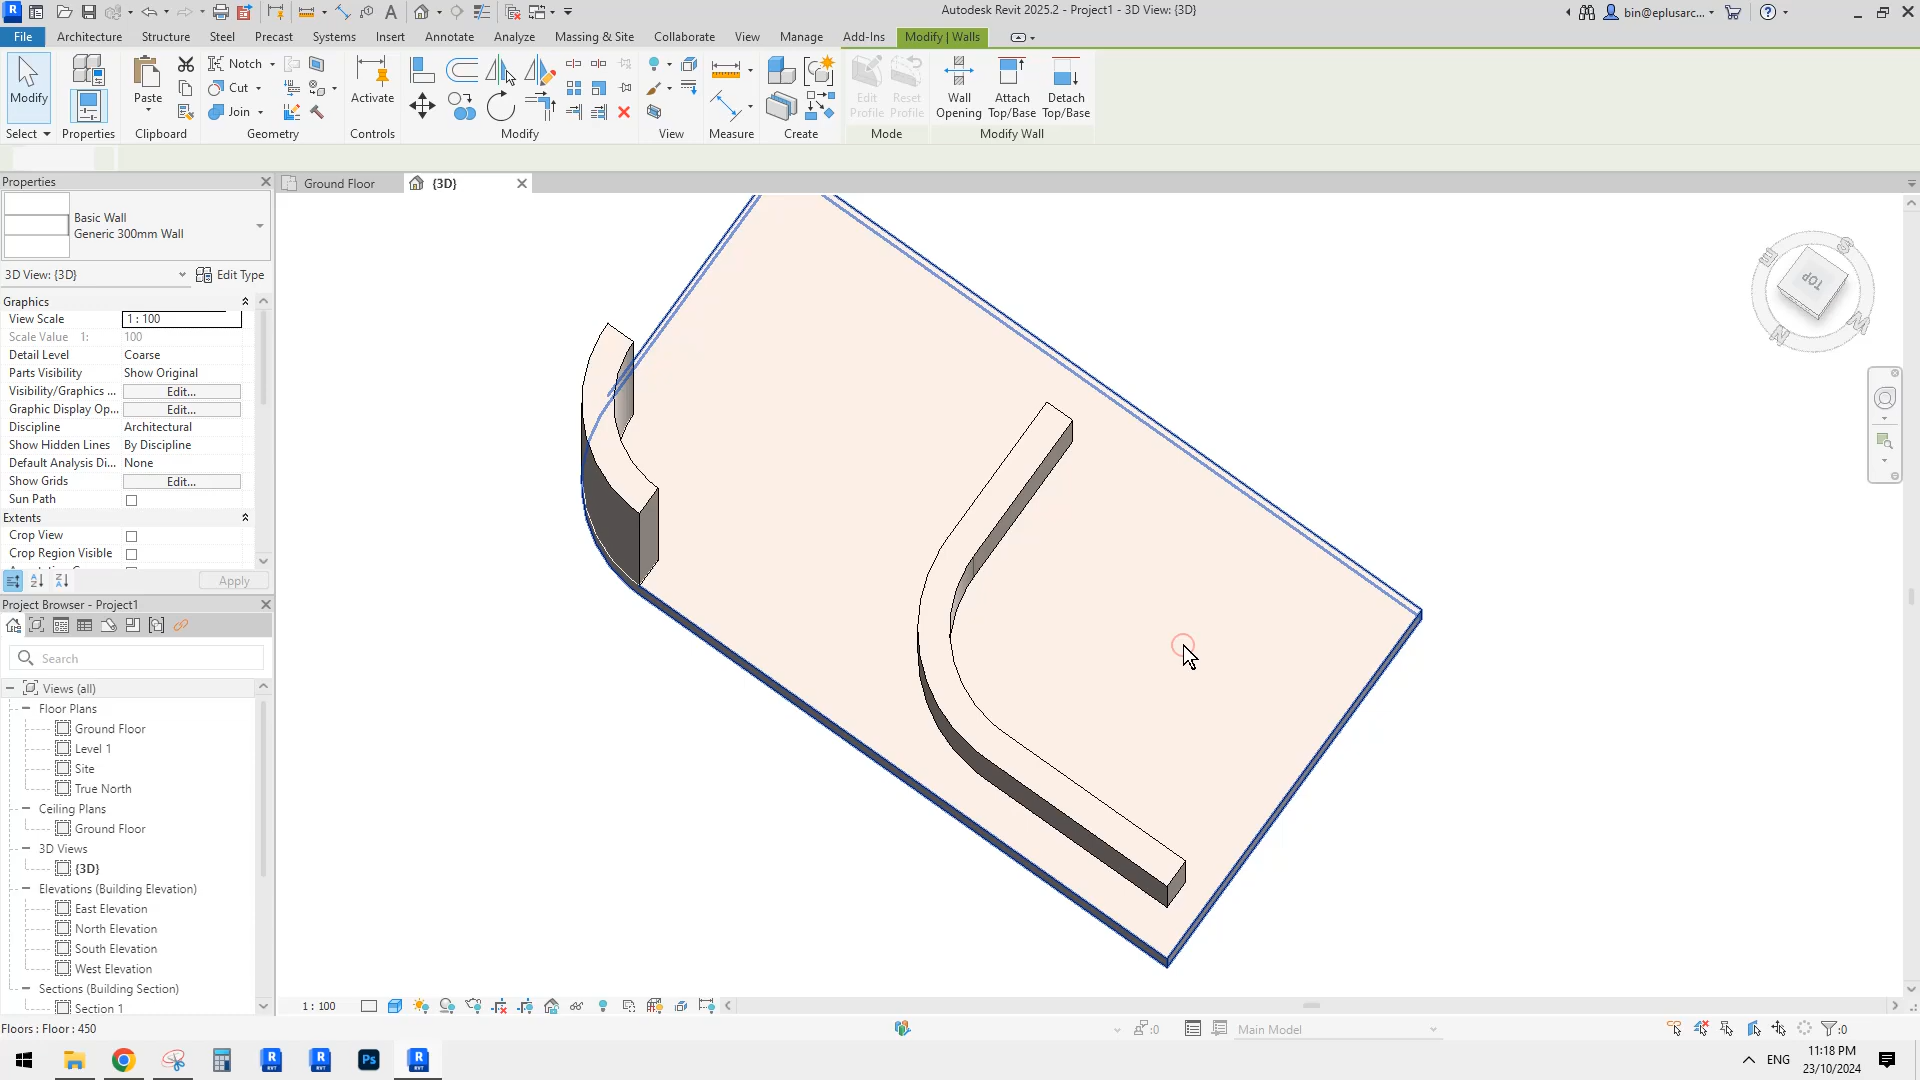 Autodesk Revit 2025.2 - Project1 - 3D View: {3D}
bin@eplusarc...
File Architecture Structure Steel Precast Systems Insert Annotate Analyze Massing & Site Collaborate View Manage Add-Ins Modify | Walls
Modify
Paste
Notch
Cut
Join
Activate
Edit Profile
Reset Profile
Wall Opening
Attach Top/Base
Detach Top/Base
Select Properties Clipboard Geometry Controls Modify View Measure Create Mode Modify Wall
Properties
Ground Floor {3D}
Basic Wall
Generic 300mm Wall
3D View: {3D} Edit Type
Graphics
View Scale 1 : 100
Scale Value 1: 100
Detail Level Coarse
Parts Visibility Show Original
Visibility/Graphics ... Edit...
Graphic Display Op... Edit...
Discipline Architectural
Show Hidden Lines By Discipline
Default Analysis Di... None
Show Grids Edit...
Sun Path
Extents
Crop View
Crop Region Visible
Apply
Project Browser - Project1
Search
Views (all)
Floor Plans
Ground Floor
Level 1
Site
True North
Ceiling Plans
Ground Floor
3D Views
{3D}
Elevations (Building Elevation)
East Elevation
North Elevation
South Elevation
West Elevation
Sections (Building Section)
Section 1
TOP
E
S
N
W
1 : 100
Floors : Floor : 450
:0
Main Model
:0
Ps
RVT
RVT
RVT
ENG
11:18 PM
23/10/2024